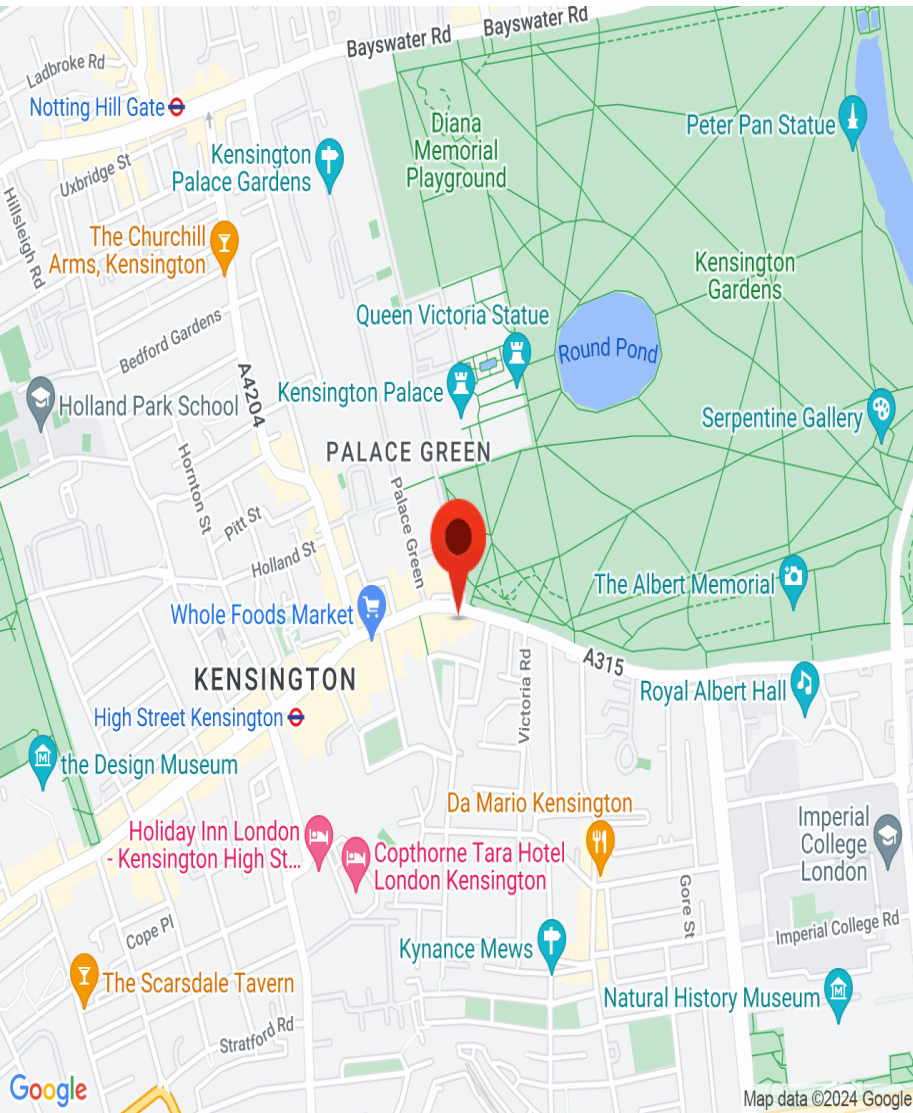 Bayswater Rd
Bayswater Rd
Ladbroke Rd
Notting Hill Gate
Peter Pan Statue
Diana
Memorial
Playground
Kensington
Palace Gardens
Uxbridge St
Hillsleigh Rd
The Churchill
Arms, Kensington
Kensington
Gardens
Queen Victoria Statue
Bedford Gardens
Round Pond
A4204
Kensington Palace
Holland Park School
Serpentine Gallery
PALACE GREEN
Hornton St
Palace Green
Pitt St
Holland St
The Albert Memorial
Whole Foods Market
A315
KENSINGTON
Victoria Rd
Royal Albert Hall
High Street Kensington
the Design Museum
Da Mario Kensington
Holiday Inn London
- Kensington High St...
Copthorne Tara Hotel
London Kensington
Imperial
College
London
Gore St
Cope Pl
Imperial College Rd
Kynance Mews
The Scarsdale Tavern
Natural History Museum
Stratford Rd
Google
Map data ©2024 Google